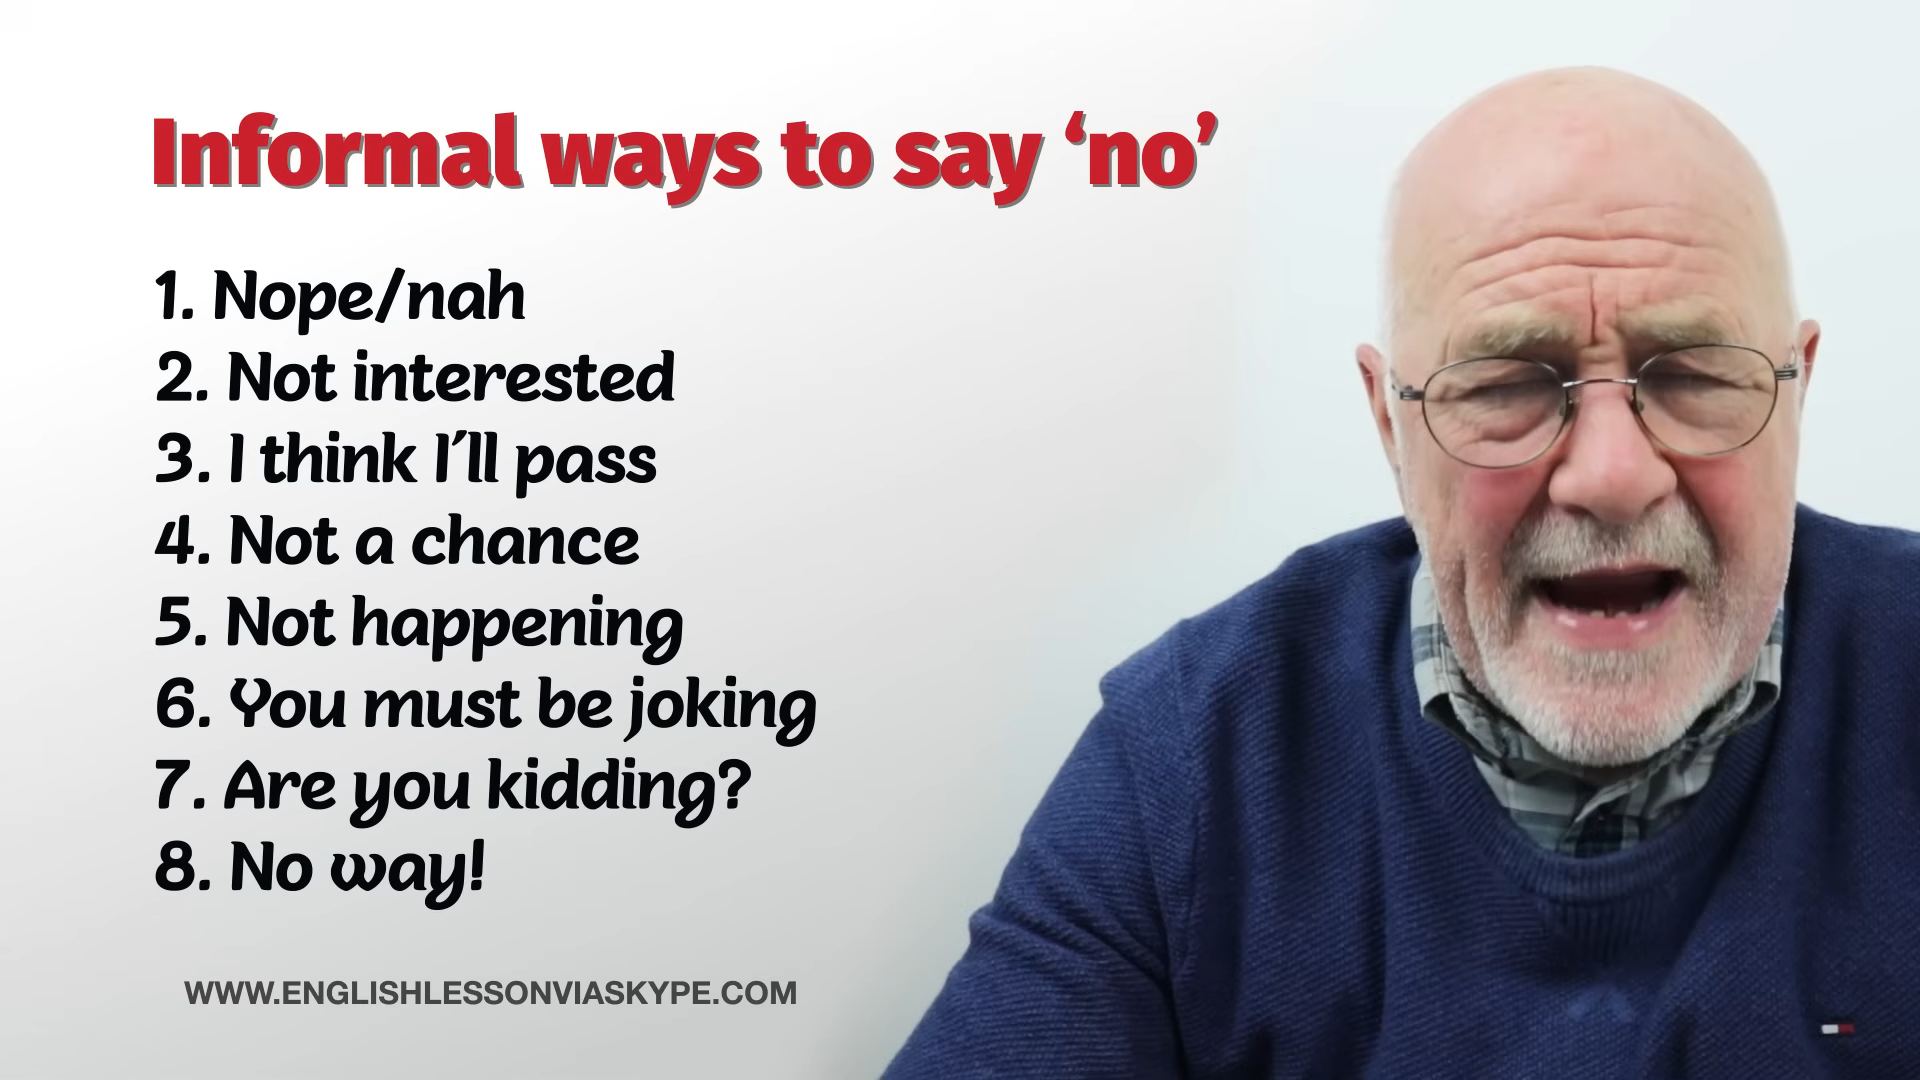 Informal ways to say ‘no’
1. Nope/nah
2. Not interested
3. I think I'll pass
4. Not a chance
5. Not happening
6. You must be joking
7. Are you kidding?
8. No way!
WWW.ENGLISHLESSONVIASKYPE.COM